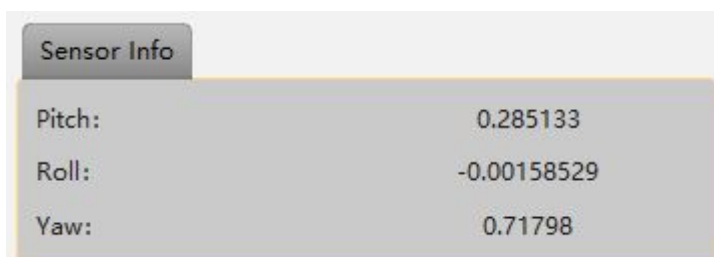 Sensor Info
Pitch: 0.285133
Roll: -0.00158529
Yaw: 0.71798